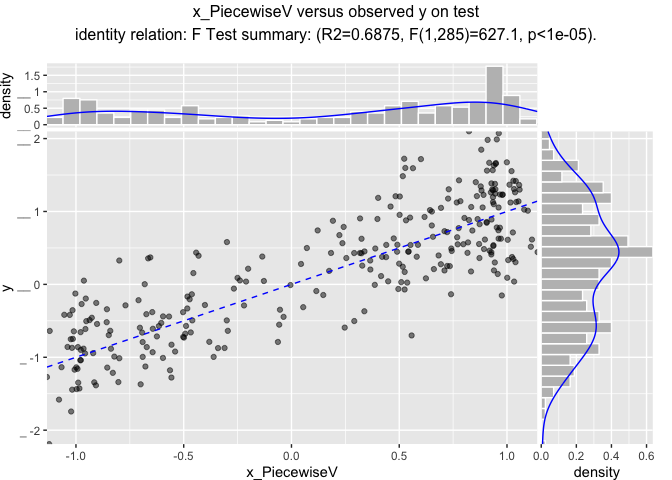 x_PiecewiseV versus observed y on test
identity relation: F Test summary: (R2=0.6875, F(1,285)=627.1, p<1e-05).
density
1.5
1
0.5
0
y
2
1
0
-1
-2
-1.0 -0.5 0.0 0.5 1.0
x_PiecewiseV
0.0 0.2 0.4 0.6
density